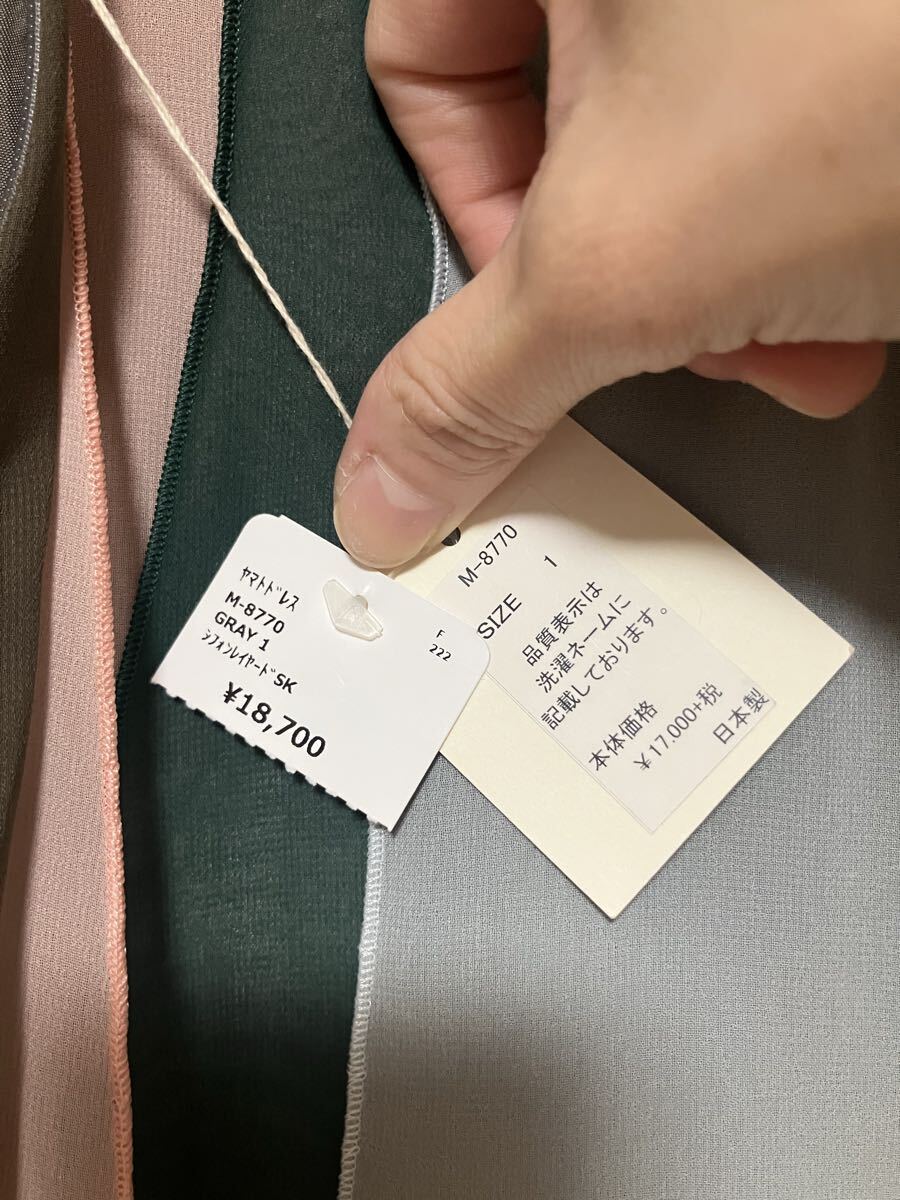 ﾔﾏﾄﾄﾞﾚｽ
M-8770
GRAY 1
ｼﾌｫﾝﾚｲﾔｰﾄﾞSK
¥18,700
F
222
M-8770
SIZE 1
品質表示は
洗濯ネームに
記載しております。
本体価格
¥17.000+税
日本製